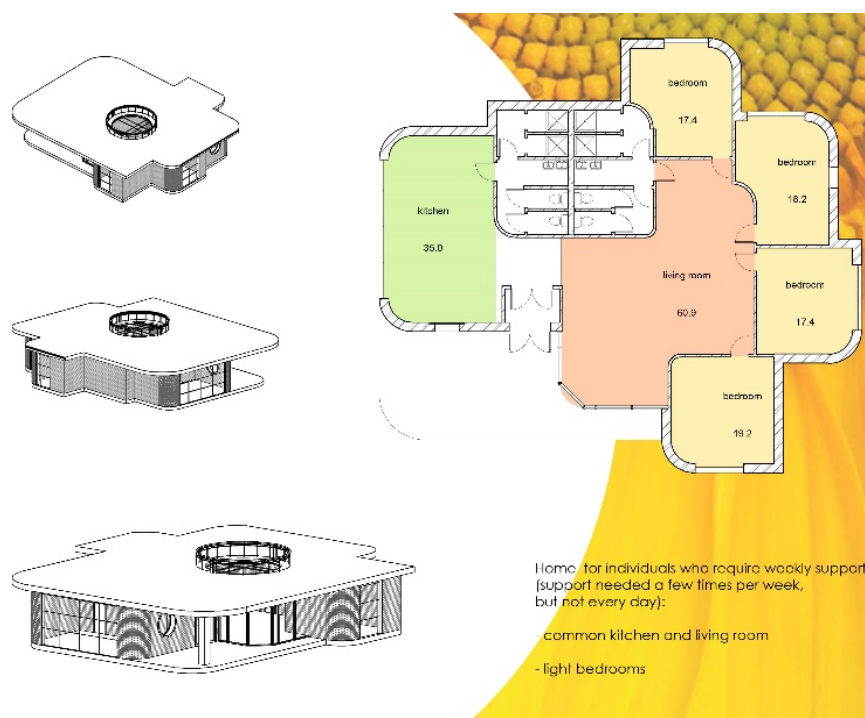 bedroom
17.4
bedroom
18.2
kitchen
35.0
living room
60.9
bedroom
17.4
bedroom
19.2
Home for individuals who require weekly support
(support needed a few times per week,
but not every day):
- common kitchen and living room
- light bedrooms